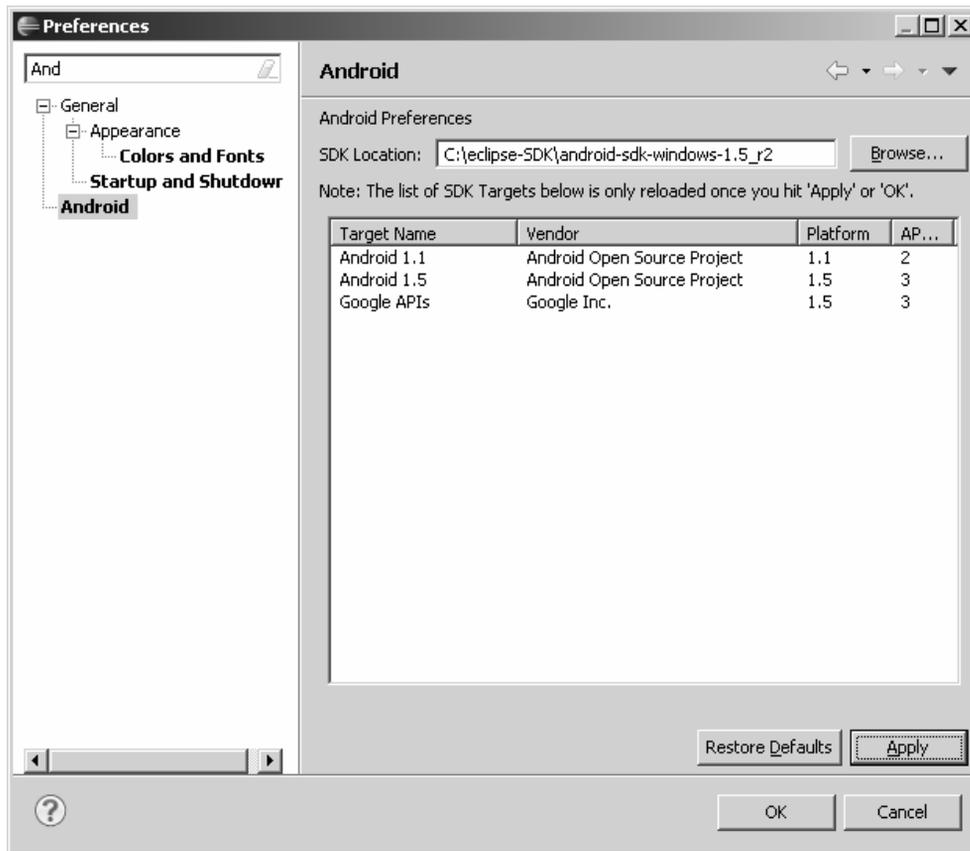 Preferences
And
General
Appearance
Colors and Fonts
Startup and Shutdowr
Android
Android
Android Preferences
SDK Location: C:\eclipse-SDK\android-sdk-windows-1.5_r2 Browse...
Note: The list of SDK Targets below is only reloaded once you hit 'Apply' or 'OK'.
Target Name Vendor Platform AP...
Android 1.1 Android Open Source Project 1.1 2
Android 1.5 Android Open Source Project 1.5 3
Google APIs Google Inc. 1.5 3
Restore Defaults Apply
? OK Cancel